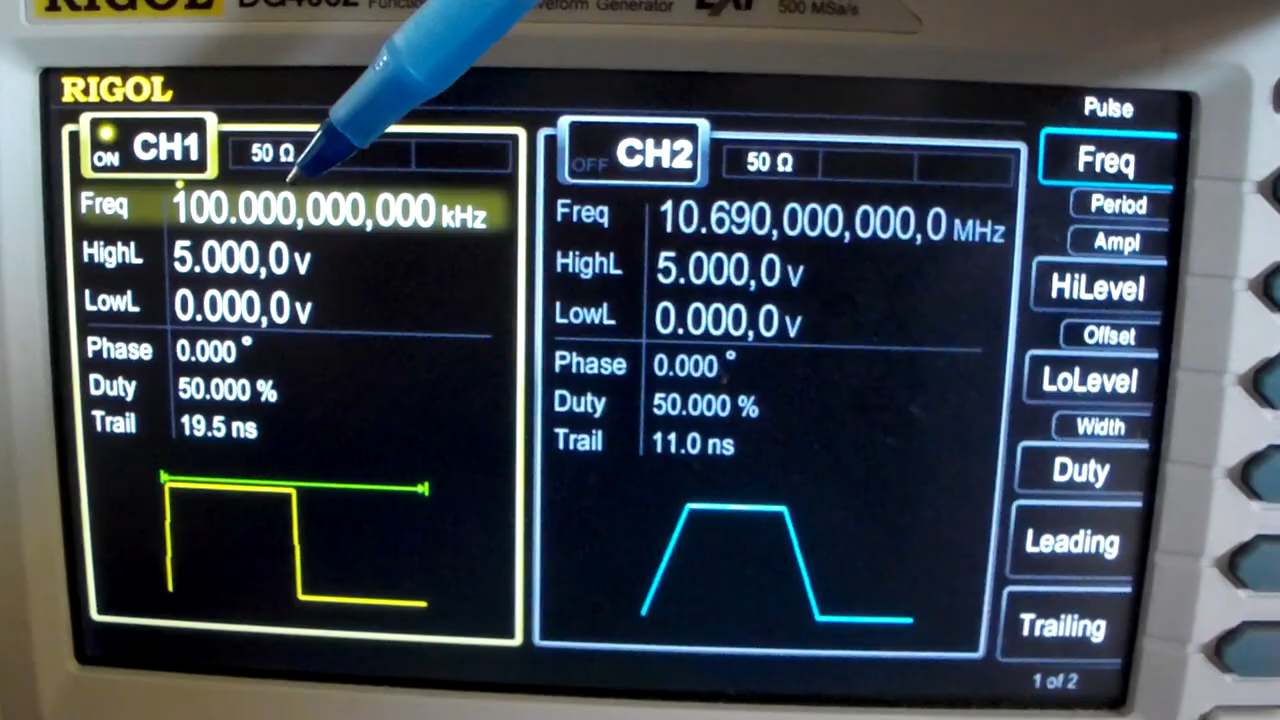 RIGOL Waveform Generator 500 MSa/s
RIGOL
ON CH1
50 Ω
Freq 100.000,000,000 kHz
HighL 5.000,0 V
LowL 0.000,0 V
Phase 0.000 °
Duty 50.000 %
Trail 19.5 ns
OFF CH2
50 Ω
Freq 10.690,000,000,0 MHz
HighL 5.000,0 V
LowL 0.000,0 V
Phase 0.000 °
Duty 50.000 %
Trail 11.0 ns
Pulse
Freq
Period
Ampl
HiLevel
Offset
LoLevel
Width
Duty
Leading
Trailing
1 of 2